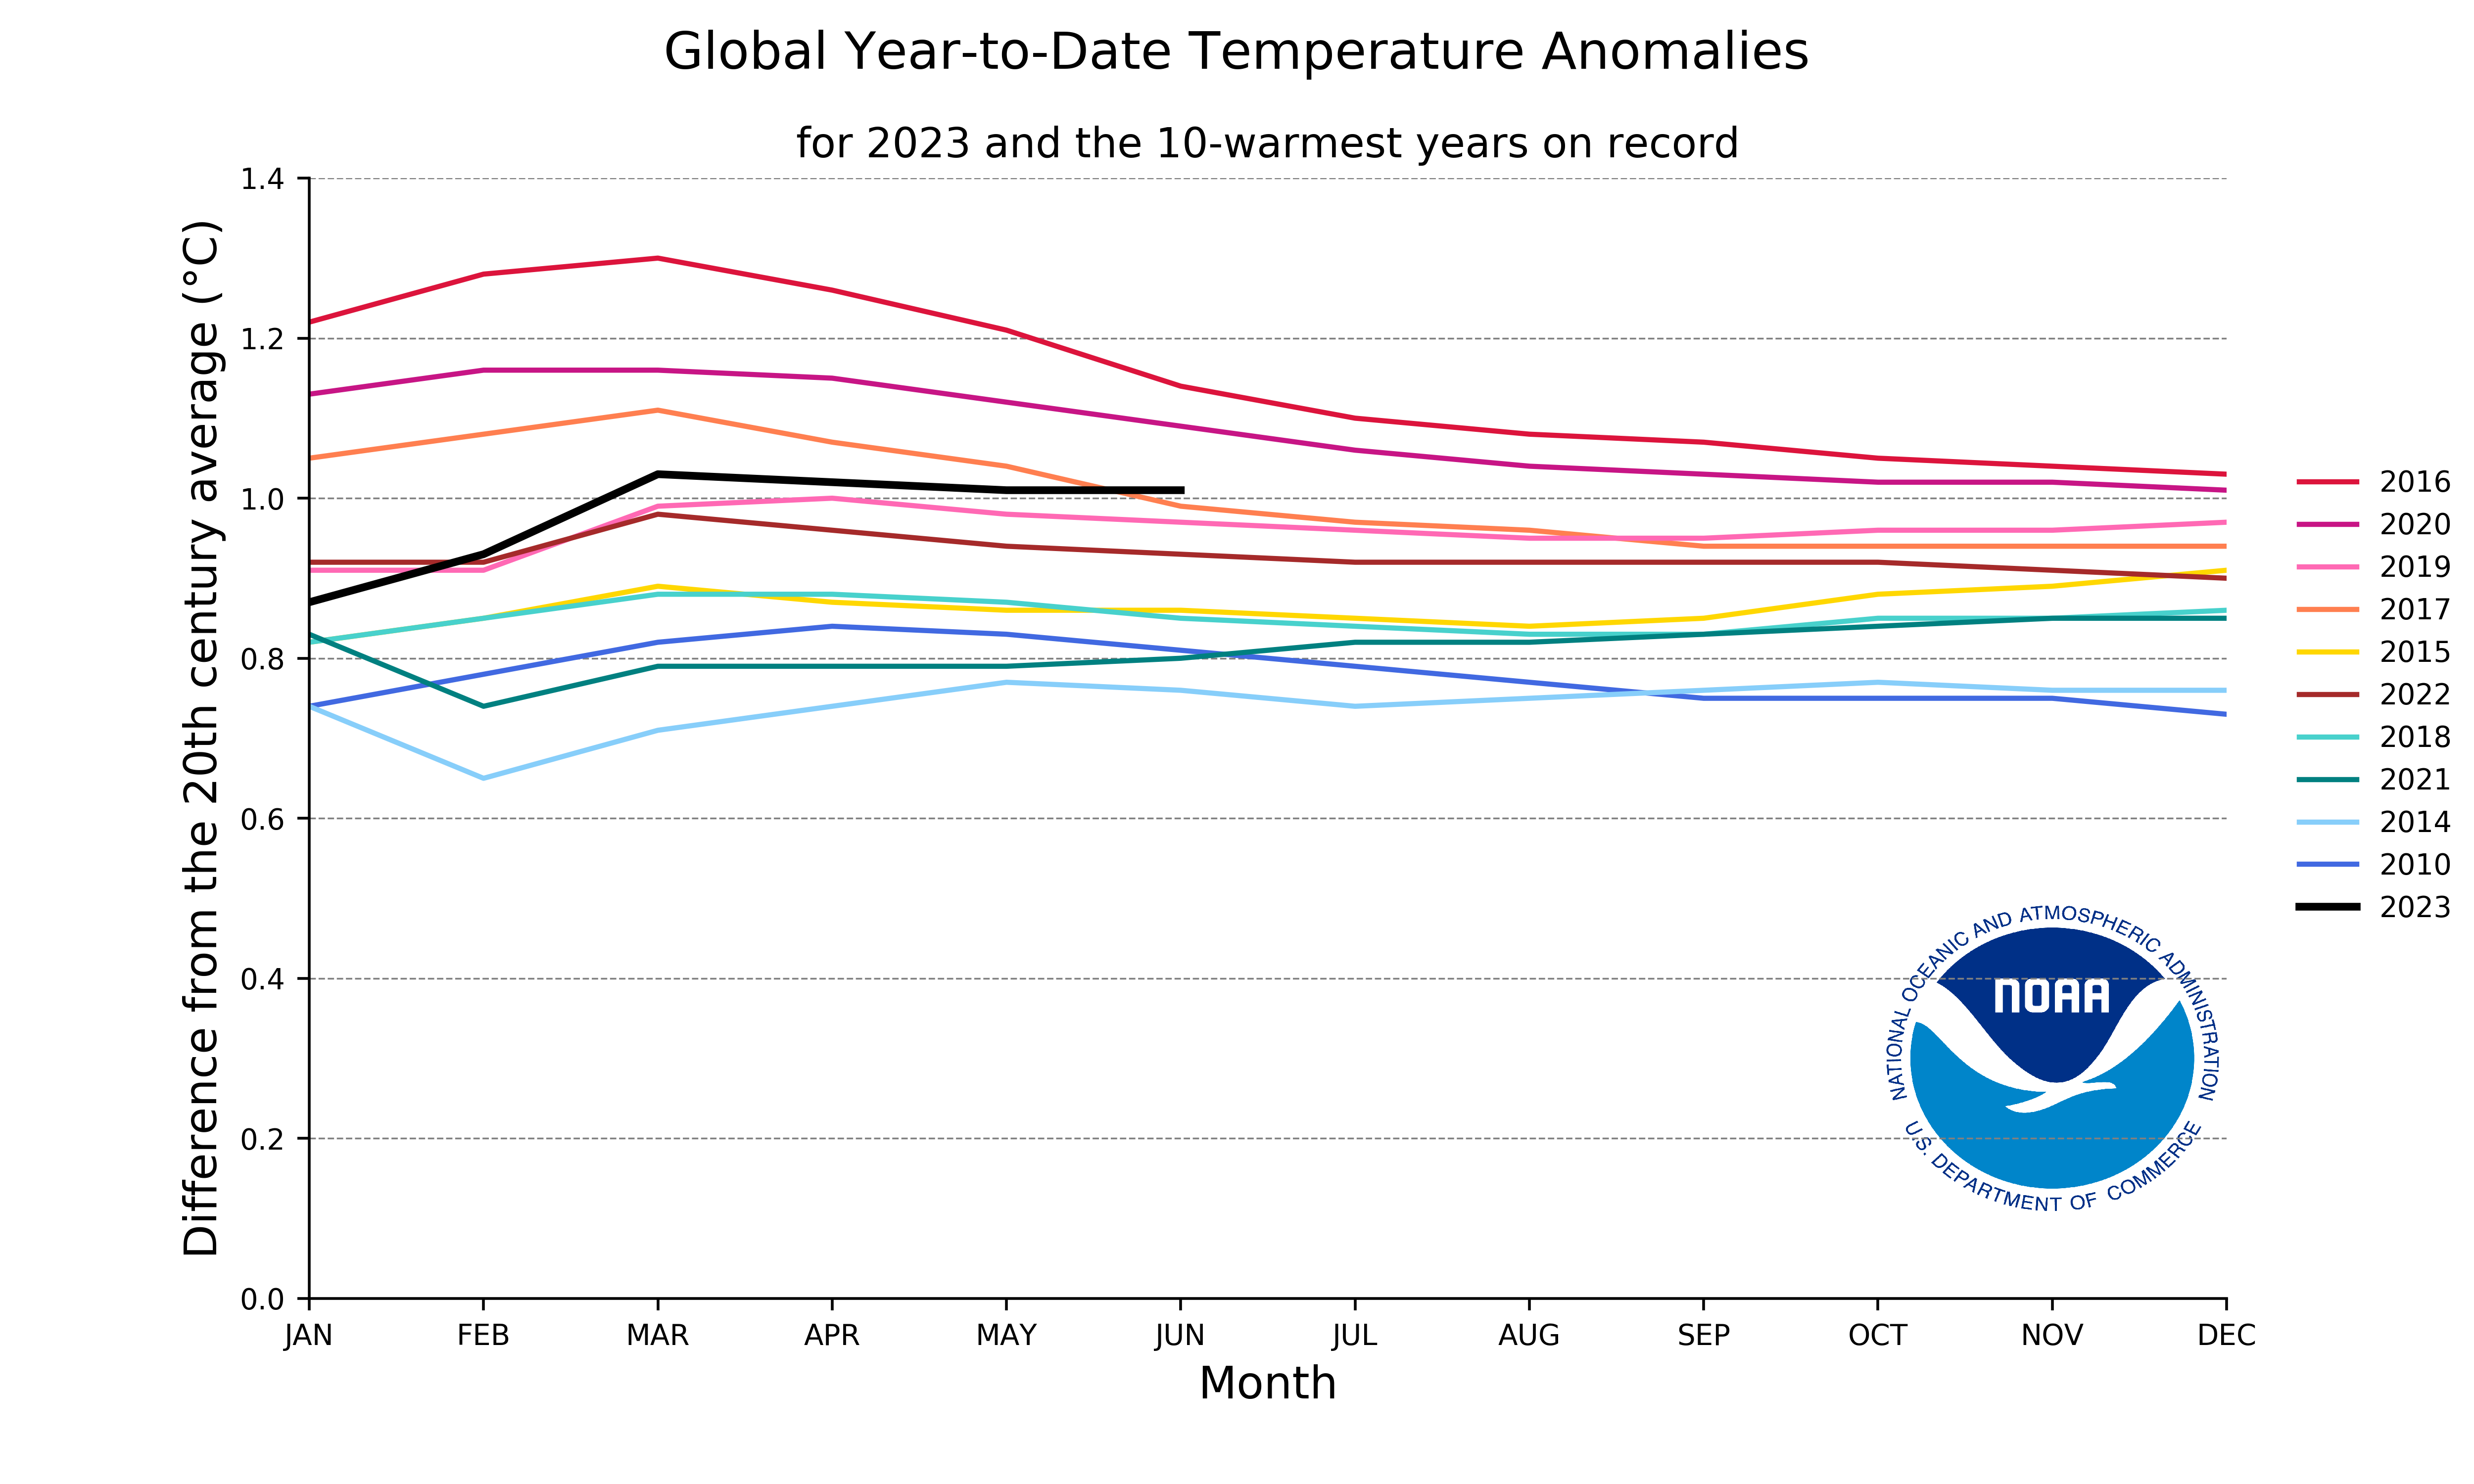 Global Year-to-Date Temperature Anomalies
for 2023 and the 10-warmest years on record
Difference from the 20th century average (°C)
1.4
1.2
1.0
0.8
0.6
0.4
0.2
0.0
JAN FEB MAR APR MAY JUN JUL AUG SEP OCT NOV DEC
Month
2016
2020
2019
2017
2015
2022
2018
2021
2014
2010
2023
NATIONAL OCEANIC AND ATMOSPHERIC ADMINISTRATION
NOAA
U.S. DEPARTMENT OF COMMERCE